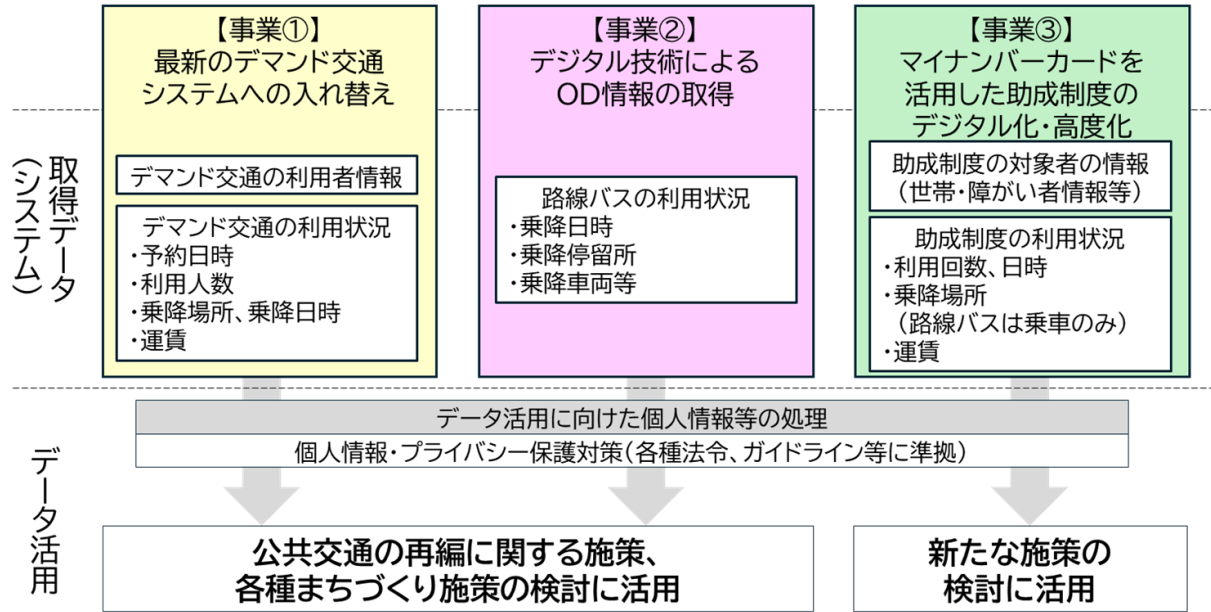 【事業①】
最新のデマンド交通
システムへの入れ替え
デマンド交通の利用者情報
デマンド交通の利用状況
・予約日時
・利用人数
・乗降場所、乗降日時
・運賃
【事業②】
デジタル技術による
OD情報の取得
路線バスの利用状況
・乗降日時
・乗降停留所
・乗降車両等
【事業③】
マイナンバーカードを
活用した助成制度の
デジタル化・高度化
助成制度の対象者の情報
（世帯・障がい者情報等）
助成制度の利用状況
・利用回数、日時
・乗降場所
（路線バスは乗車のみ）
・運賃
取得データ
（システム）
データ活用に向けた個人情報等の処理
個人情報・プライバシー保護対策（各種法令、ガイドライン等に準拠）
データ活用
公共交通の再編に関する施策、
各種まちづくり施策の検討に活用
新たな施策の
検討に活用